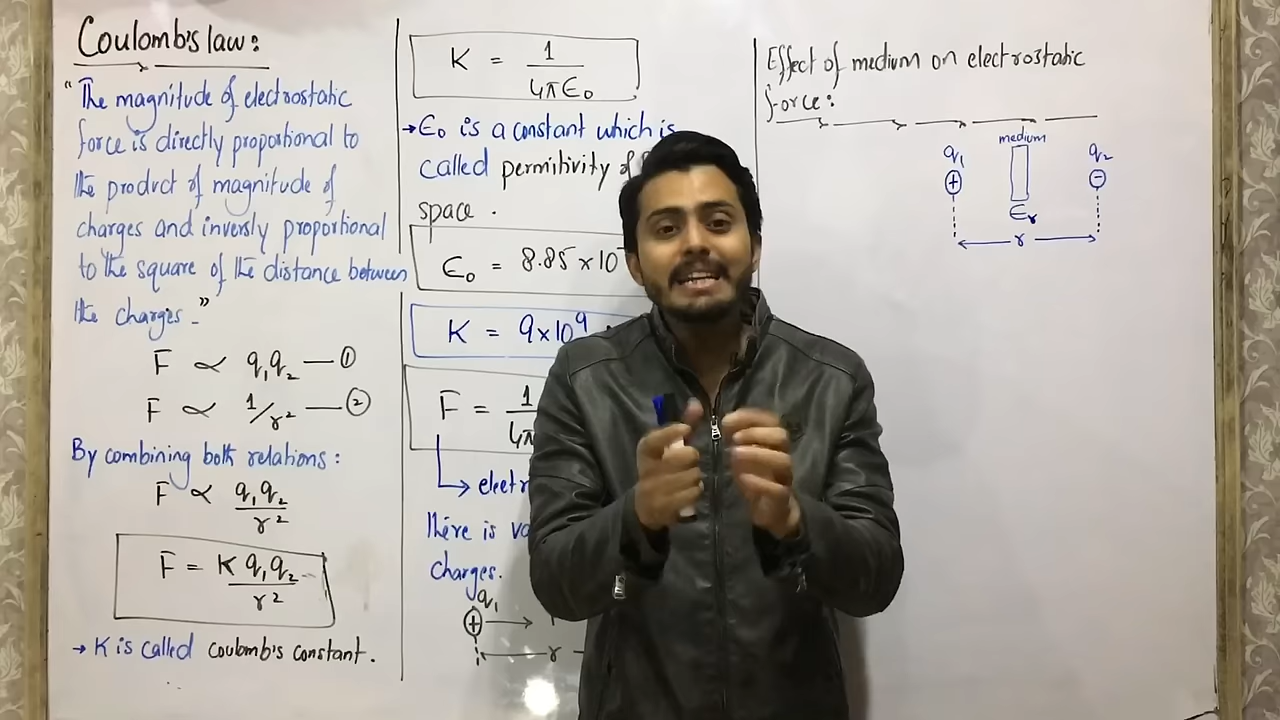 Coulomb's law:
"The magnitude of electrostatic
force is directly proportional to
the product of magnitude of
charges and inversly proportional
to the square of the distance between
the charges."
F ∝ q₁q₂ — ①
F ∝ 1/r² — ②
By combining both relations:
F ∝ q₁q₂/r²
F = K q₁q₂/r²
→ K is called coulomb's constant.
K = 1/4πϵ₀
→ ϵ₀ is a constant which is
called permitivity of
space.
ϵ₀ = 8.85×10
K = 9×10⁹
F = 1/4π
There is
charges.
q₁
+
r
Effect of medium on electrostatic
force:
medium
q₁ q₂
+ −
ϵᵣ
r